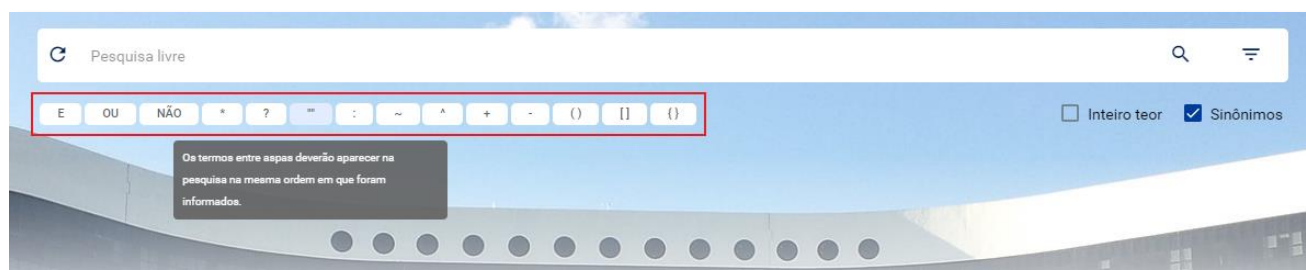 Pesquisa livre
E OU NÃO * ? "" : ~ ^ + - () [] {}
Inteiro teor Sinônimos
Os termos entre aspas deverão aparecer na
pesquisa na mesma ordem em que foram
informados.